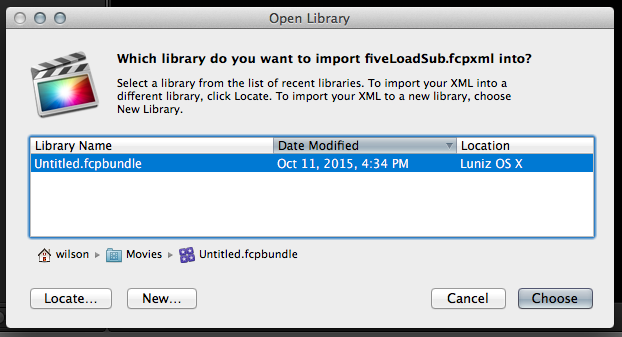 Open Library
Which library do you want to import fiveLoadSub.fcpxml into?
Select a library from the list of recent libraries. To import your XML into a
different library, click Locate. To import your XML to a new library, choose
New Library.
Library Name Date Modified Location
Untitled.fcpbundle Oct 11, 2015, 4:34 PM Luniz OS X
wilson Movies Untitled.fcpbundle
Locate... New... Cancel Choose